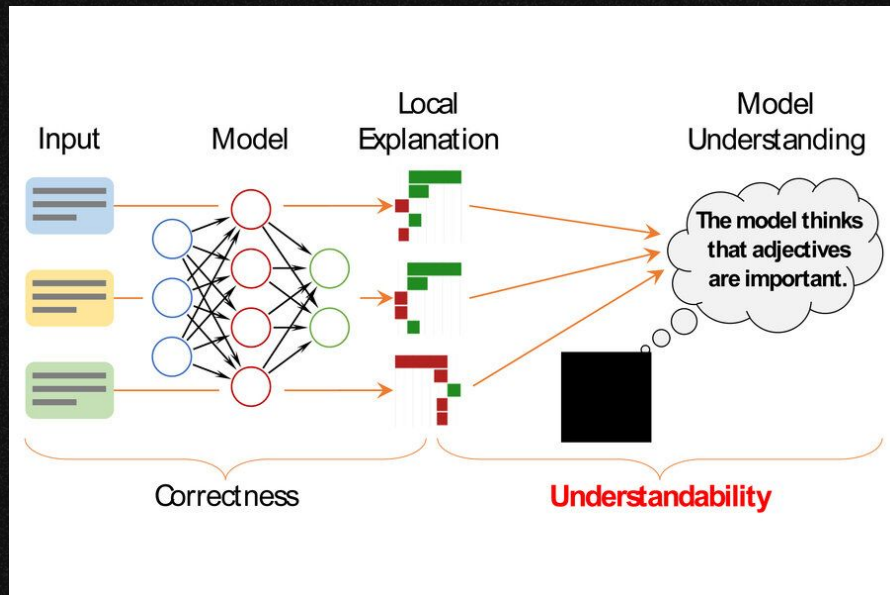 Input
Model
Local
Explanation
Model
Understanding
The model thinks
that adjectives
are important.
Correctness
Understandability